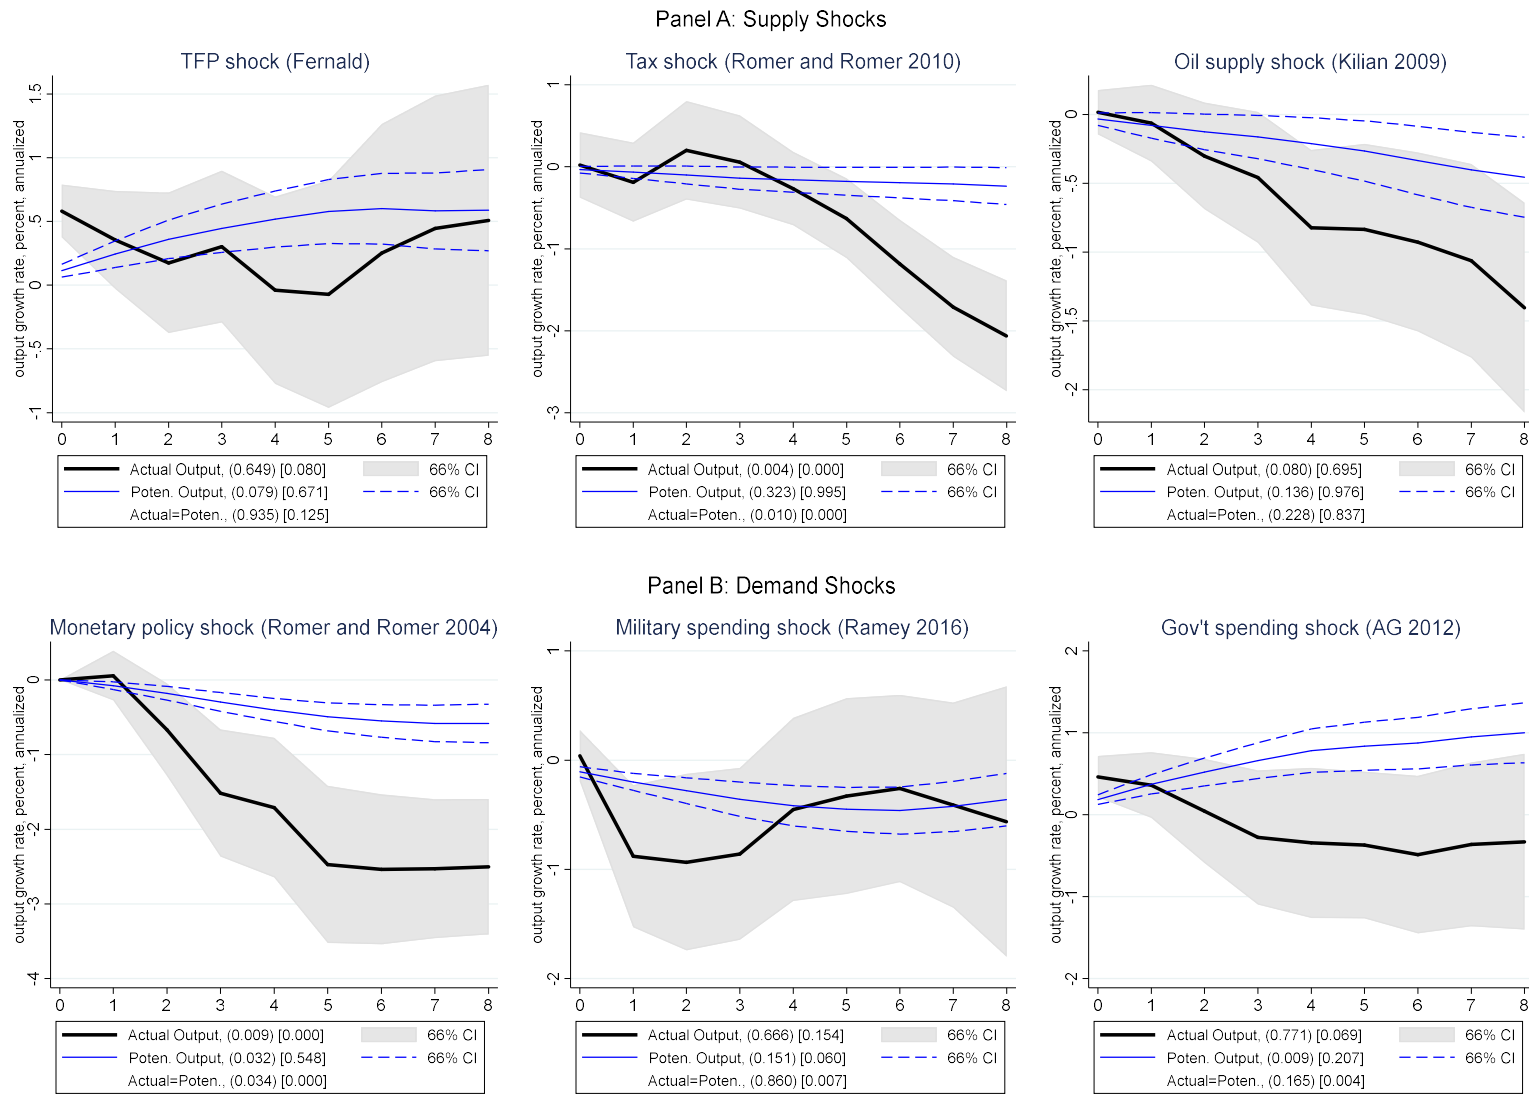 Panel A: Supply Shocks
TFP shock (Fernald)
output growth rate, percent, annualized
1.5
1
.5
0
-.5
-1
0 1 2 3 4 5 6 7 8
Actual Output, (0.649) [0.080] 66% CI
Poten. Output, (0.079) [0.671] 66% CI
Actual=Poten., (0.935) [0.125]
Tax shock (Romer and Romer 2010)
output growth rate, percent, annualized
1
0
-1
-2
-3
0 1 2 3 4 5 6 7 8
Actual Output, (0.004) [0.000] 66% CI
Poten. Output, (0.323) [0.995] 66% CI
Actual=Poten., (0.010) [0.000]
Oil supply shock (Kilian 2009)
output growth rate, percent, annualized
0
-.5
-1
-1.5
-2
0 1 2 3 4 5 6 7 8
Actual Output, (0.080) [0.695] 66% CI
Poten. Output, (0.136) [0.976] 66% CI
Actual=Poten., (0.228) [0.837]
Panel B: Demand Shocks
Monetary policy shock (Romer and Romer 2004)
output growth rate, percent, annualized
0
-1
-2
-3
-4
0 1 2 3 4 5 6 7 8
Actual Output, (0.009) [0.000] 66% CI
Poten. Output, (0.032) [0.548] 66% CI
Actual=Poten., (0.034) [0.000]
Military spending shock (Ramey 2016)
output growth rate, percent, annualized
1
0
-1
-2
0 1 2 3 4 5 6 7 8
Actual Output, (0.666) [0.154] 66% CI
Poten. Output, (0.151) [0.060] 66% CI
Actual=Poten., (0.860) [0.007]
Gov't spending shock (AG 2012)
output growth rate, percent, annualized
2
1
0
-1
-2
0 1 2 3 4 5 6 7 8
Actual Output, (0.771) [0.069] 66% CI
Poten. Output, (0.009) [0.207] 66% CI
Actual=Poten., (0.165) [0.004]